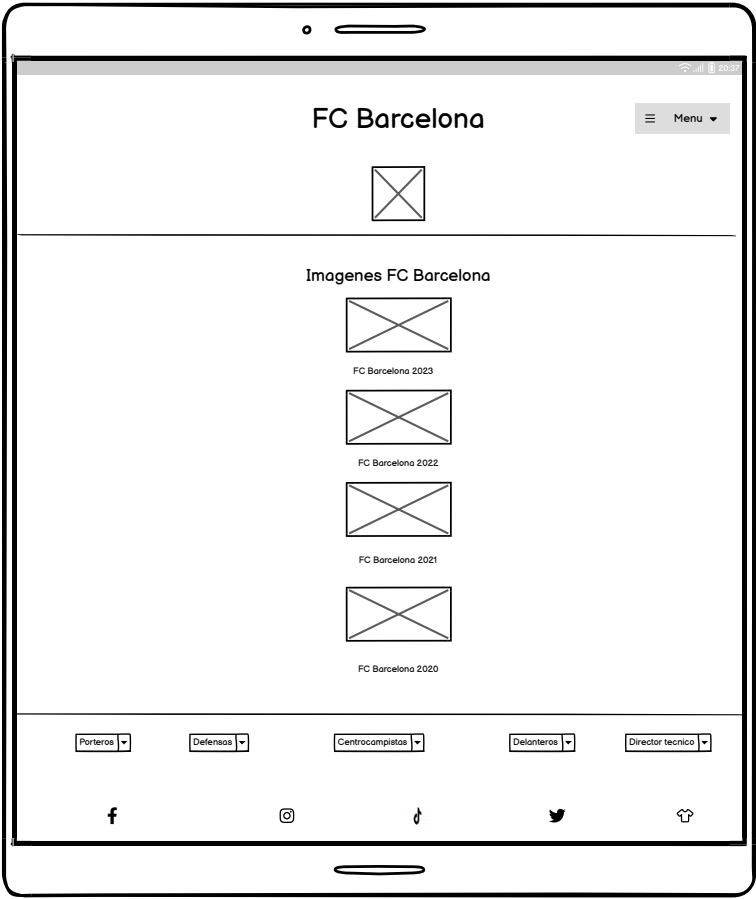 20:37
FC Barcelona
Menu
Imagenes FC Barcelona
FC Barcelona 2023
FC Barcelona 2022
FC Barcelona 2021
FC Barcelona 2020
Porteros Defensas Centrocampistas Delanteros Director tecnico